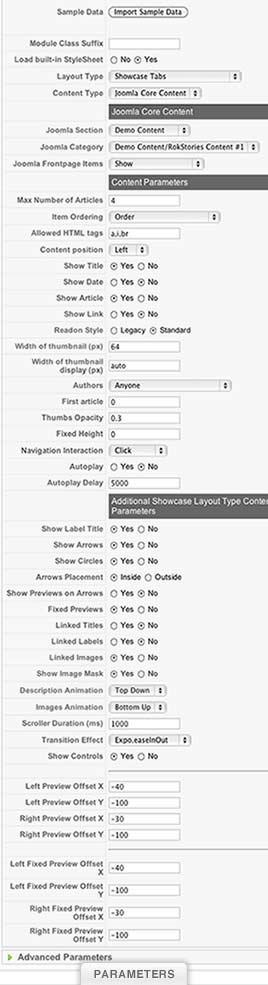 Sample Data Import Sample Data
Module Class Suffix
Load built-in StyleSheet No Yes
Layout Type Showcase Tabs
Content Type Joomla Core Content
Joomla Core Content
Joomla Section Demo Content
Joomla Category Demo Content/RokStories Content #1
Joomla Frontpage Items Show
Content Parameters
Max Number of Articles 4
Item Ordering Order
Allowed HTML tags a,i,br
Content position Left
Show Title Yes No
Show Date Yes No
Show Article Yes No
Show Link Yes No
Readon Style Legacy Standard
Width of thumbnail (px) 64
Width of thumbnail
display (px) auto
Authors Anyone
First article 0
Thumbs Opacity 0.3
Fixed Height 0
Navigation Interaction Click
Autoplay Yes No
Autoplay Delay 5000
Additional Showcase Layout Type Conte
Parameters
Show Label Title Yes No
Show Arrows Yes No
Show Circles Yes No
Arrows Placement Inside Outside
Show Previews on Arrows Yes No
Fixed Previews Yes No
Linked Titles Yes No
Linked Labels Yes No
Linked Images Yes No
Show Image Mask Yes No
Description Animation Top Down
Images Animation Bottom Up
Scroller Duration (ms) 1000
Transition Effect Expo.easeInOut
Show Controls Yes No
Left Preview Offset X -40
Left Preview Offset Y -100
Right Preview Offset X -30
Right Preview Offset Y -100
Left Fixed Preview Offset
X -40
Left Fixed Preview Offset
Y -100
Right Fixed Preview
Offset X -30
Right Fixed Preview
Offset Y -100
Advanced Parameters
PARAMETERS